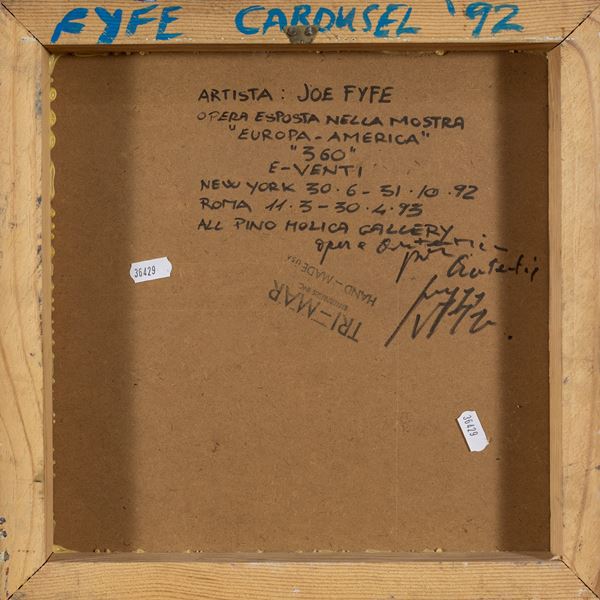 FYFE CAROUSEL '92
ARTISTA: JOE FYFE
OPERA ESPOSTA NELLA MOSTRA
"EUROPA-AMERICA"
"360"
E-VENTI
NEW YORK 30.6-31.10.92
ROMA 11.3-30.4.93
ALL PINO MOLICA GALLERY
opera
per
36429
TRI-MAR
HAND-MADE USA
36429